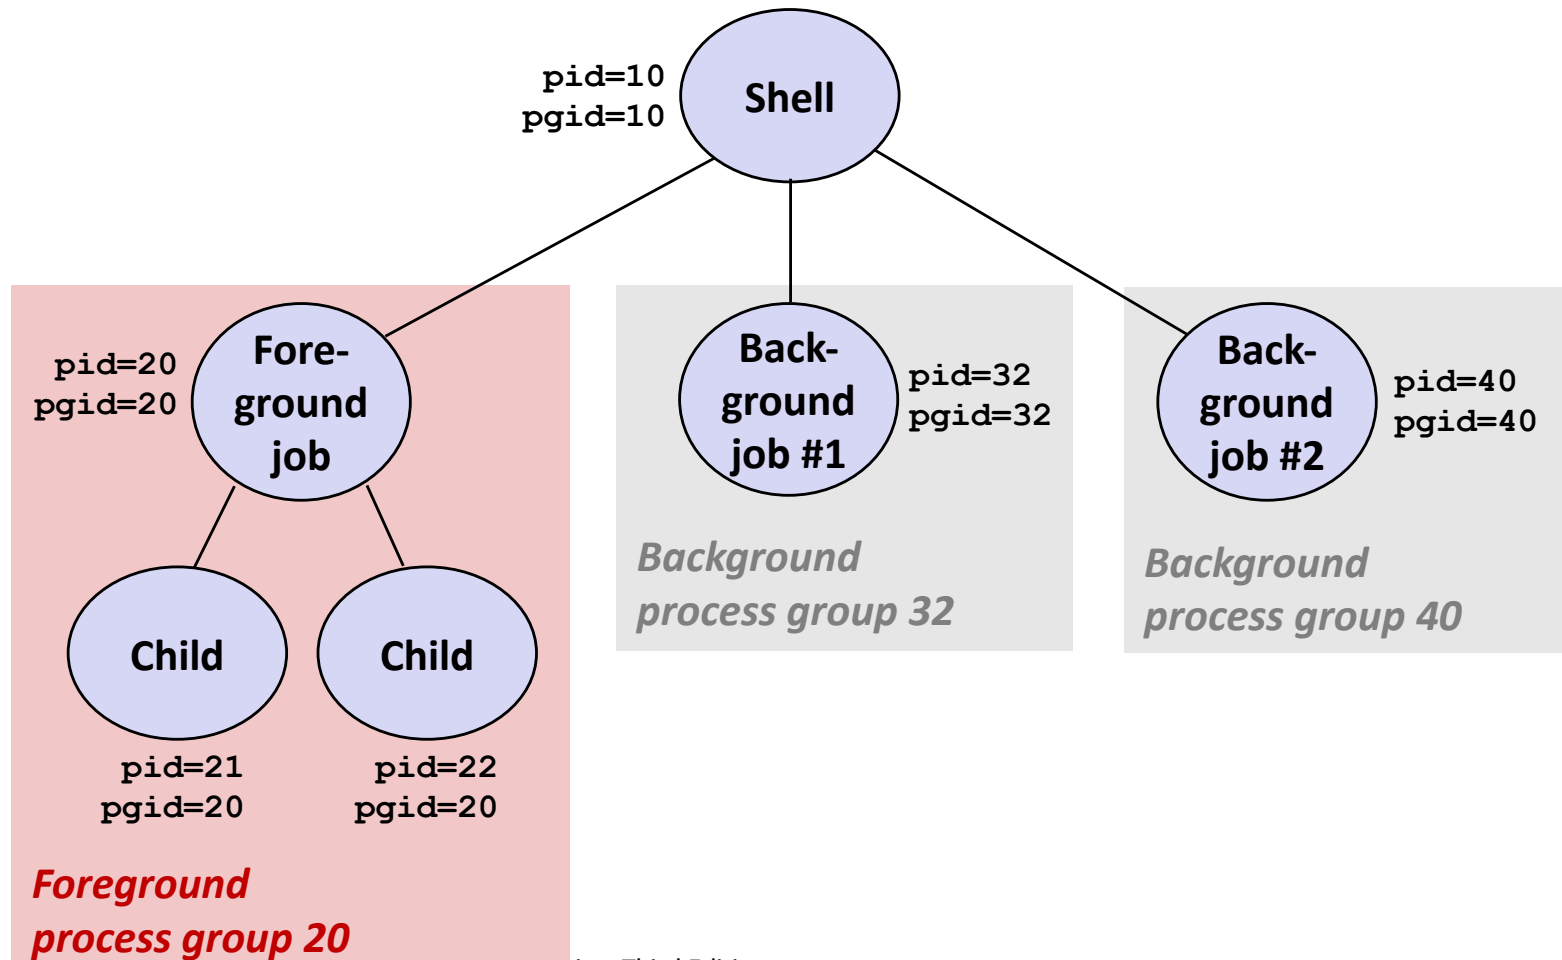 pid=10
pgid=10
Shell
pid=20
pgid=20
Fore-
ground
job
Back-
ground
job #1
pid=32
pgid=32
Back-
ground
job #2
pid=40
pgid=40
Background
process group 32
Background
process group 40
Child
Child
pid=21
pgid=20
pid=22
pgid=20
Foreground
process group 20